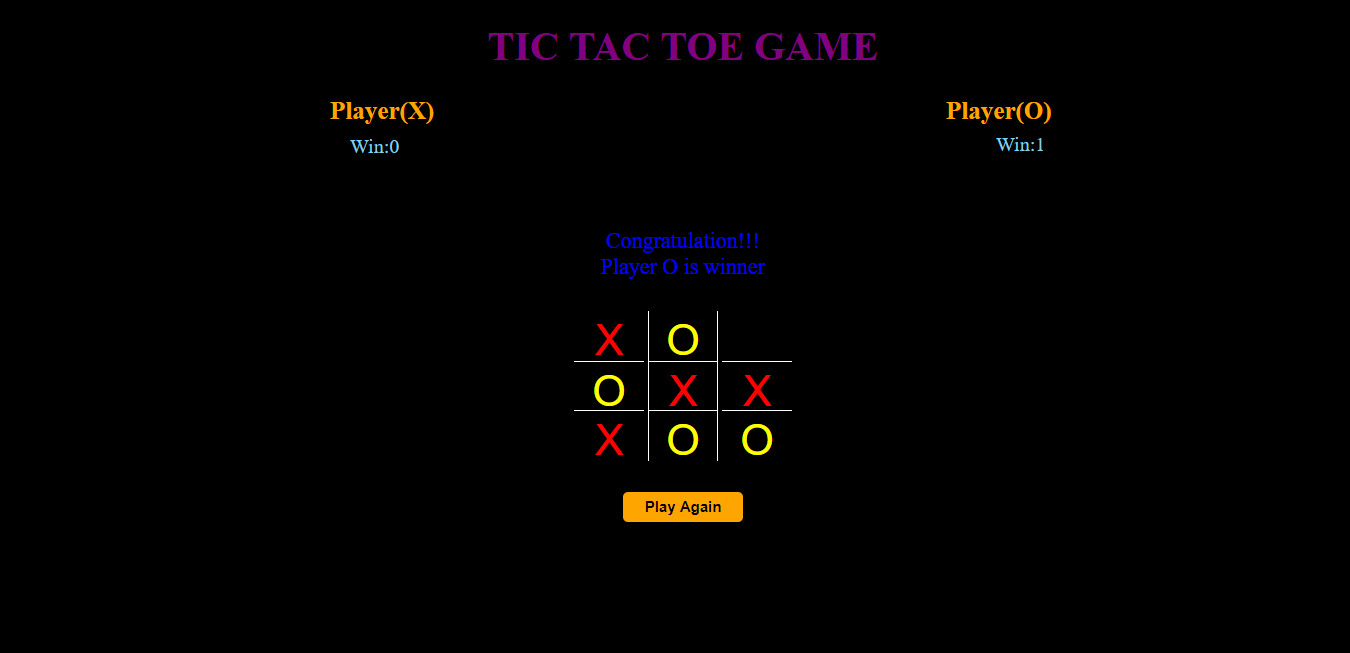 TIC TAC TOE GAME
Player(X) Player(O)
Win:0 Win:1
Congratulation!!!
Player O is winner
X O
O X X
X O O
Play Again